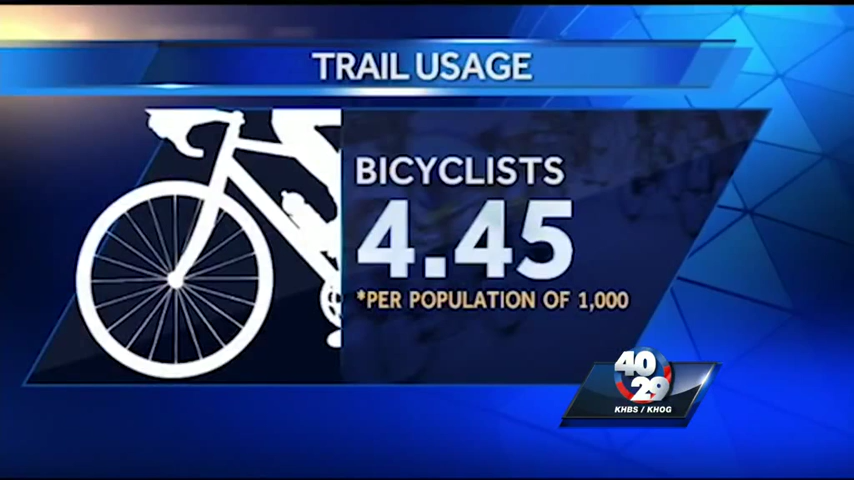 TRAIL USAGE
BICYCLISTS
4.45
*PER POPULATION OF 1,000
40
29
KHBS / KHOG